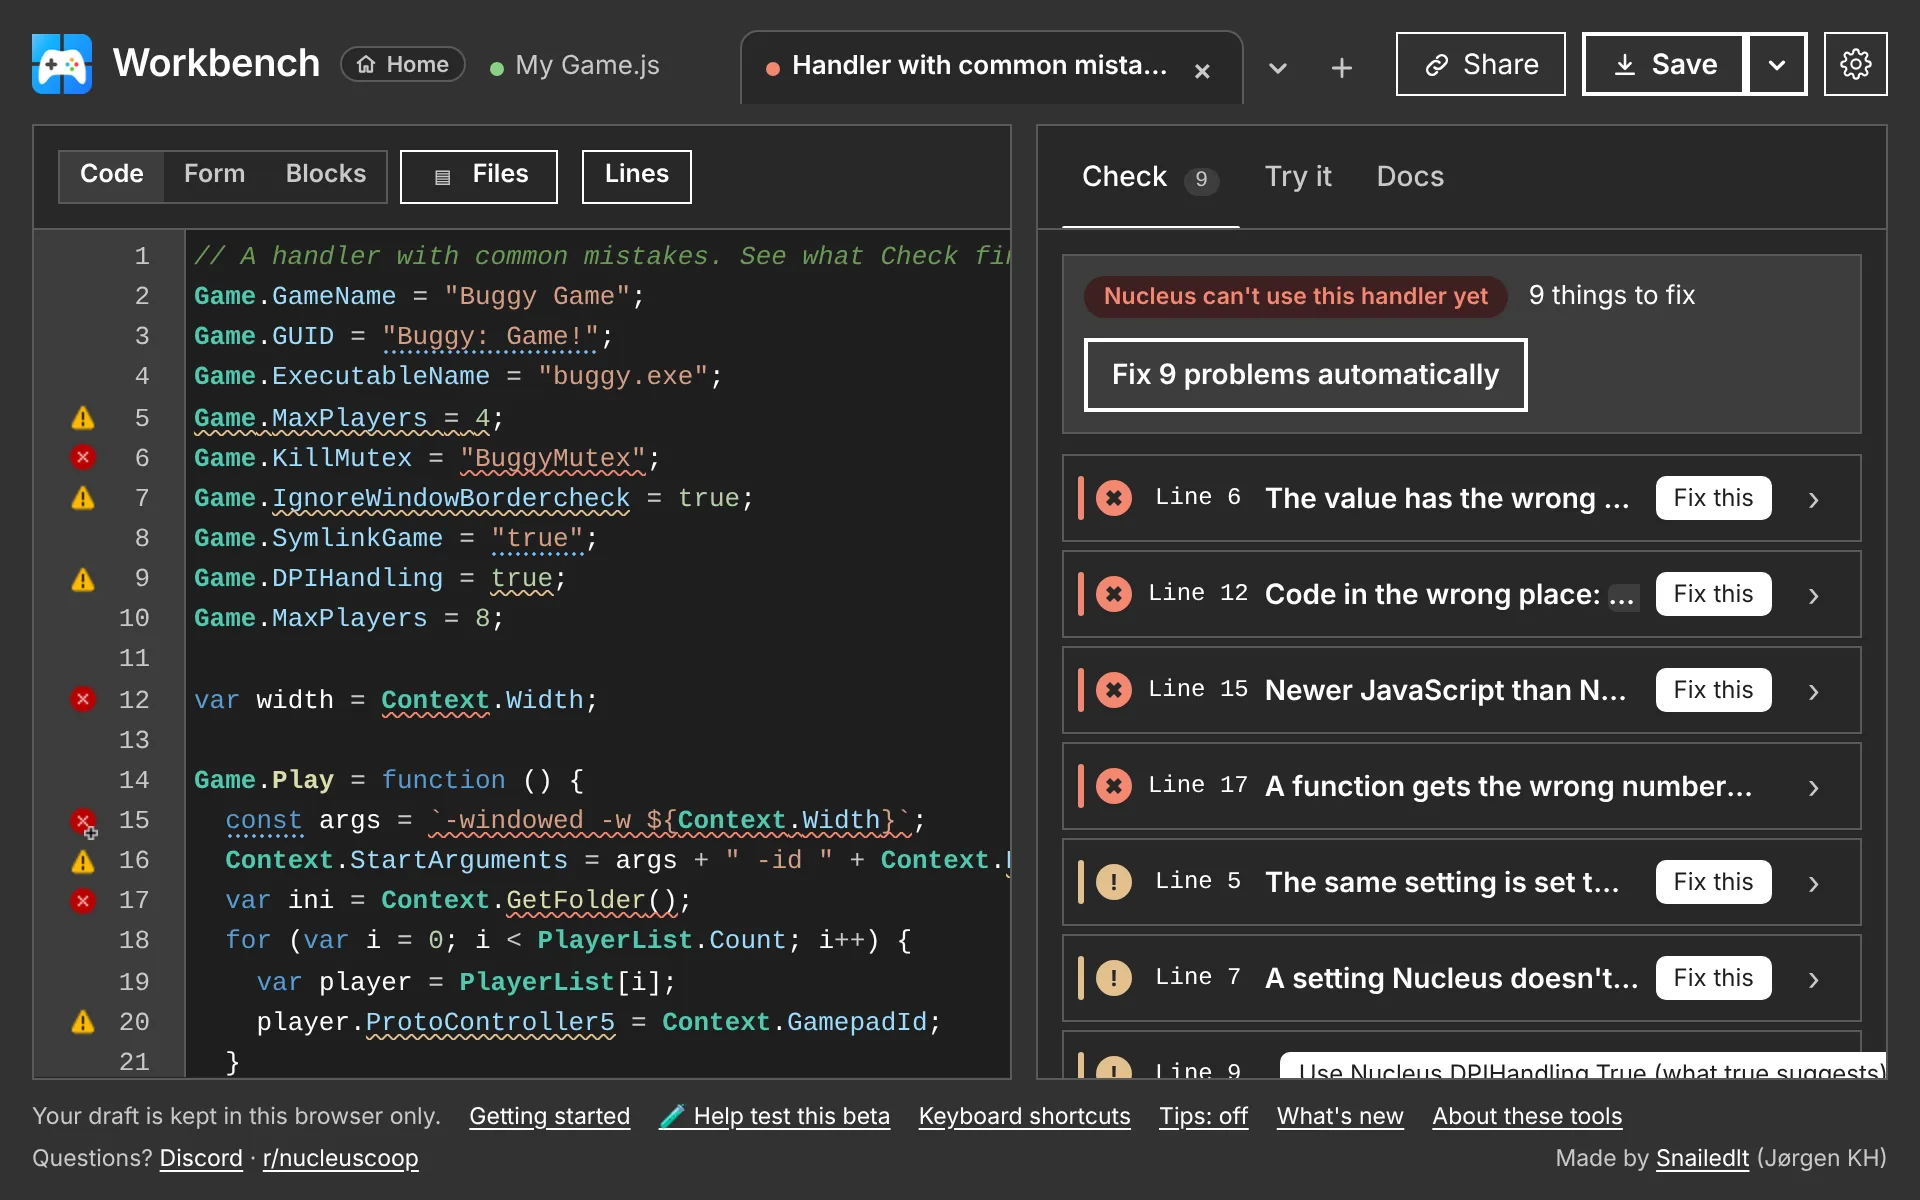 Workbench
Home
My Game.js
Handler with common mista...
Share
Save
Code
Form
Blocks
Files
Lines
1 // A handler with common mistakes. See what Check fi
2 Game.GameName = "Buggy Game";
3 Game.GUID = "Buggy: Game!";
4 Game.ExecutableName = "buggy.exe";
5 Game.MaxPlayers = 4;
6 Game.KillMutex = "BuggyMutex";
7 Game.IgnoreWindowBordercheck = true;
8 Game.SymlinkGame = "true";
9 Game.DPIHandling = true;
10 Game.MaxPlayers = 8;
11
12 var width = Context.Width;
13
14 Game.Play = function () {
15 const args = `-windowed -w ${Context.Width}`;
16 Context.StartArguments = args + " -id " + Context.
17 var ini = Context.GetFolder();
18 for (var i = 0; i < PlayerList.Count; i++) {
19 var player = PlayerList[i];
20 player.ProtoController5 = Context.GamepadId;
21 }
Check 9
Try it
Docs
Nucleus can't use this handler yet 9 things to fix
Fix 9 problems automatically
Line 6 The value has the wrong ... Fix this
Line 12 Code in the wrong place: ... Fix this
Line 15 Newer JavaScript than N... Fix this
Line 17 A function gets the wrong number...
Line 5 The same setting is set t... Fix this
Line 7 A setting Nucleus doesn't... Fix this
Line 9 Use Nucleus DPIHandling True (what true suggests)
Your draft is kept in this browser only. Getting started 🧪 Help test this beta Keyboard shortcuts Tips: off What's new About these tools
Questions? Discord · r/nucleuscoop
Made by SnailedIt (Jørgen KH)